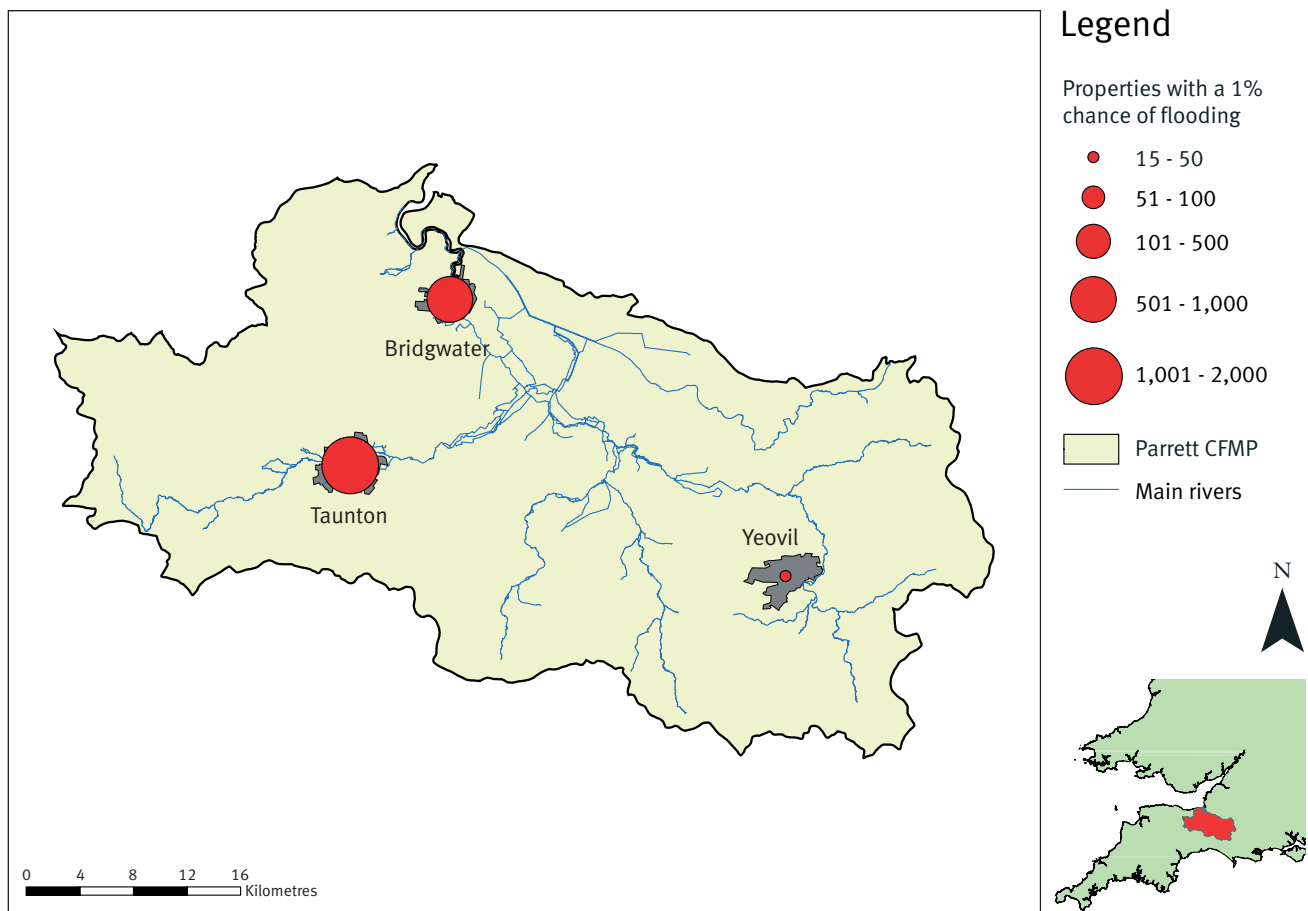 Legend
Properties with a 1%
chance of flooding
15 - 50
51 - 100
101 - 500
501 - 1,000
1,001 - 2,000
Parrett CFMP
Main rivers
N
Bridgwater
Taunton
Yeovil
0 4 8 12 16
Kilometres